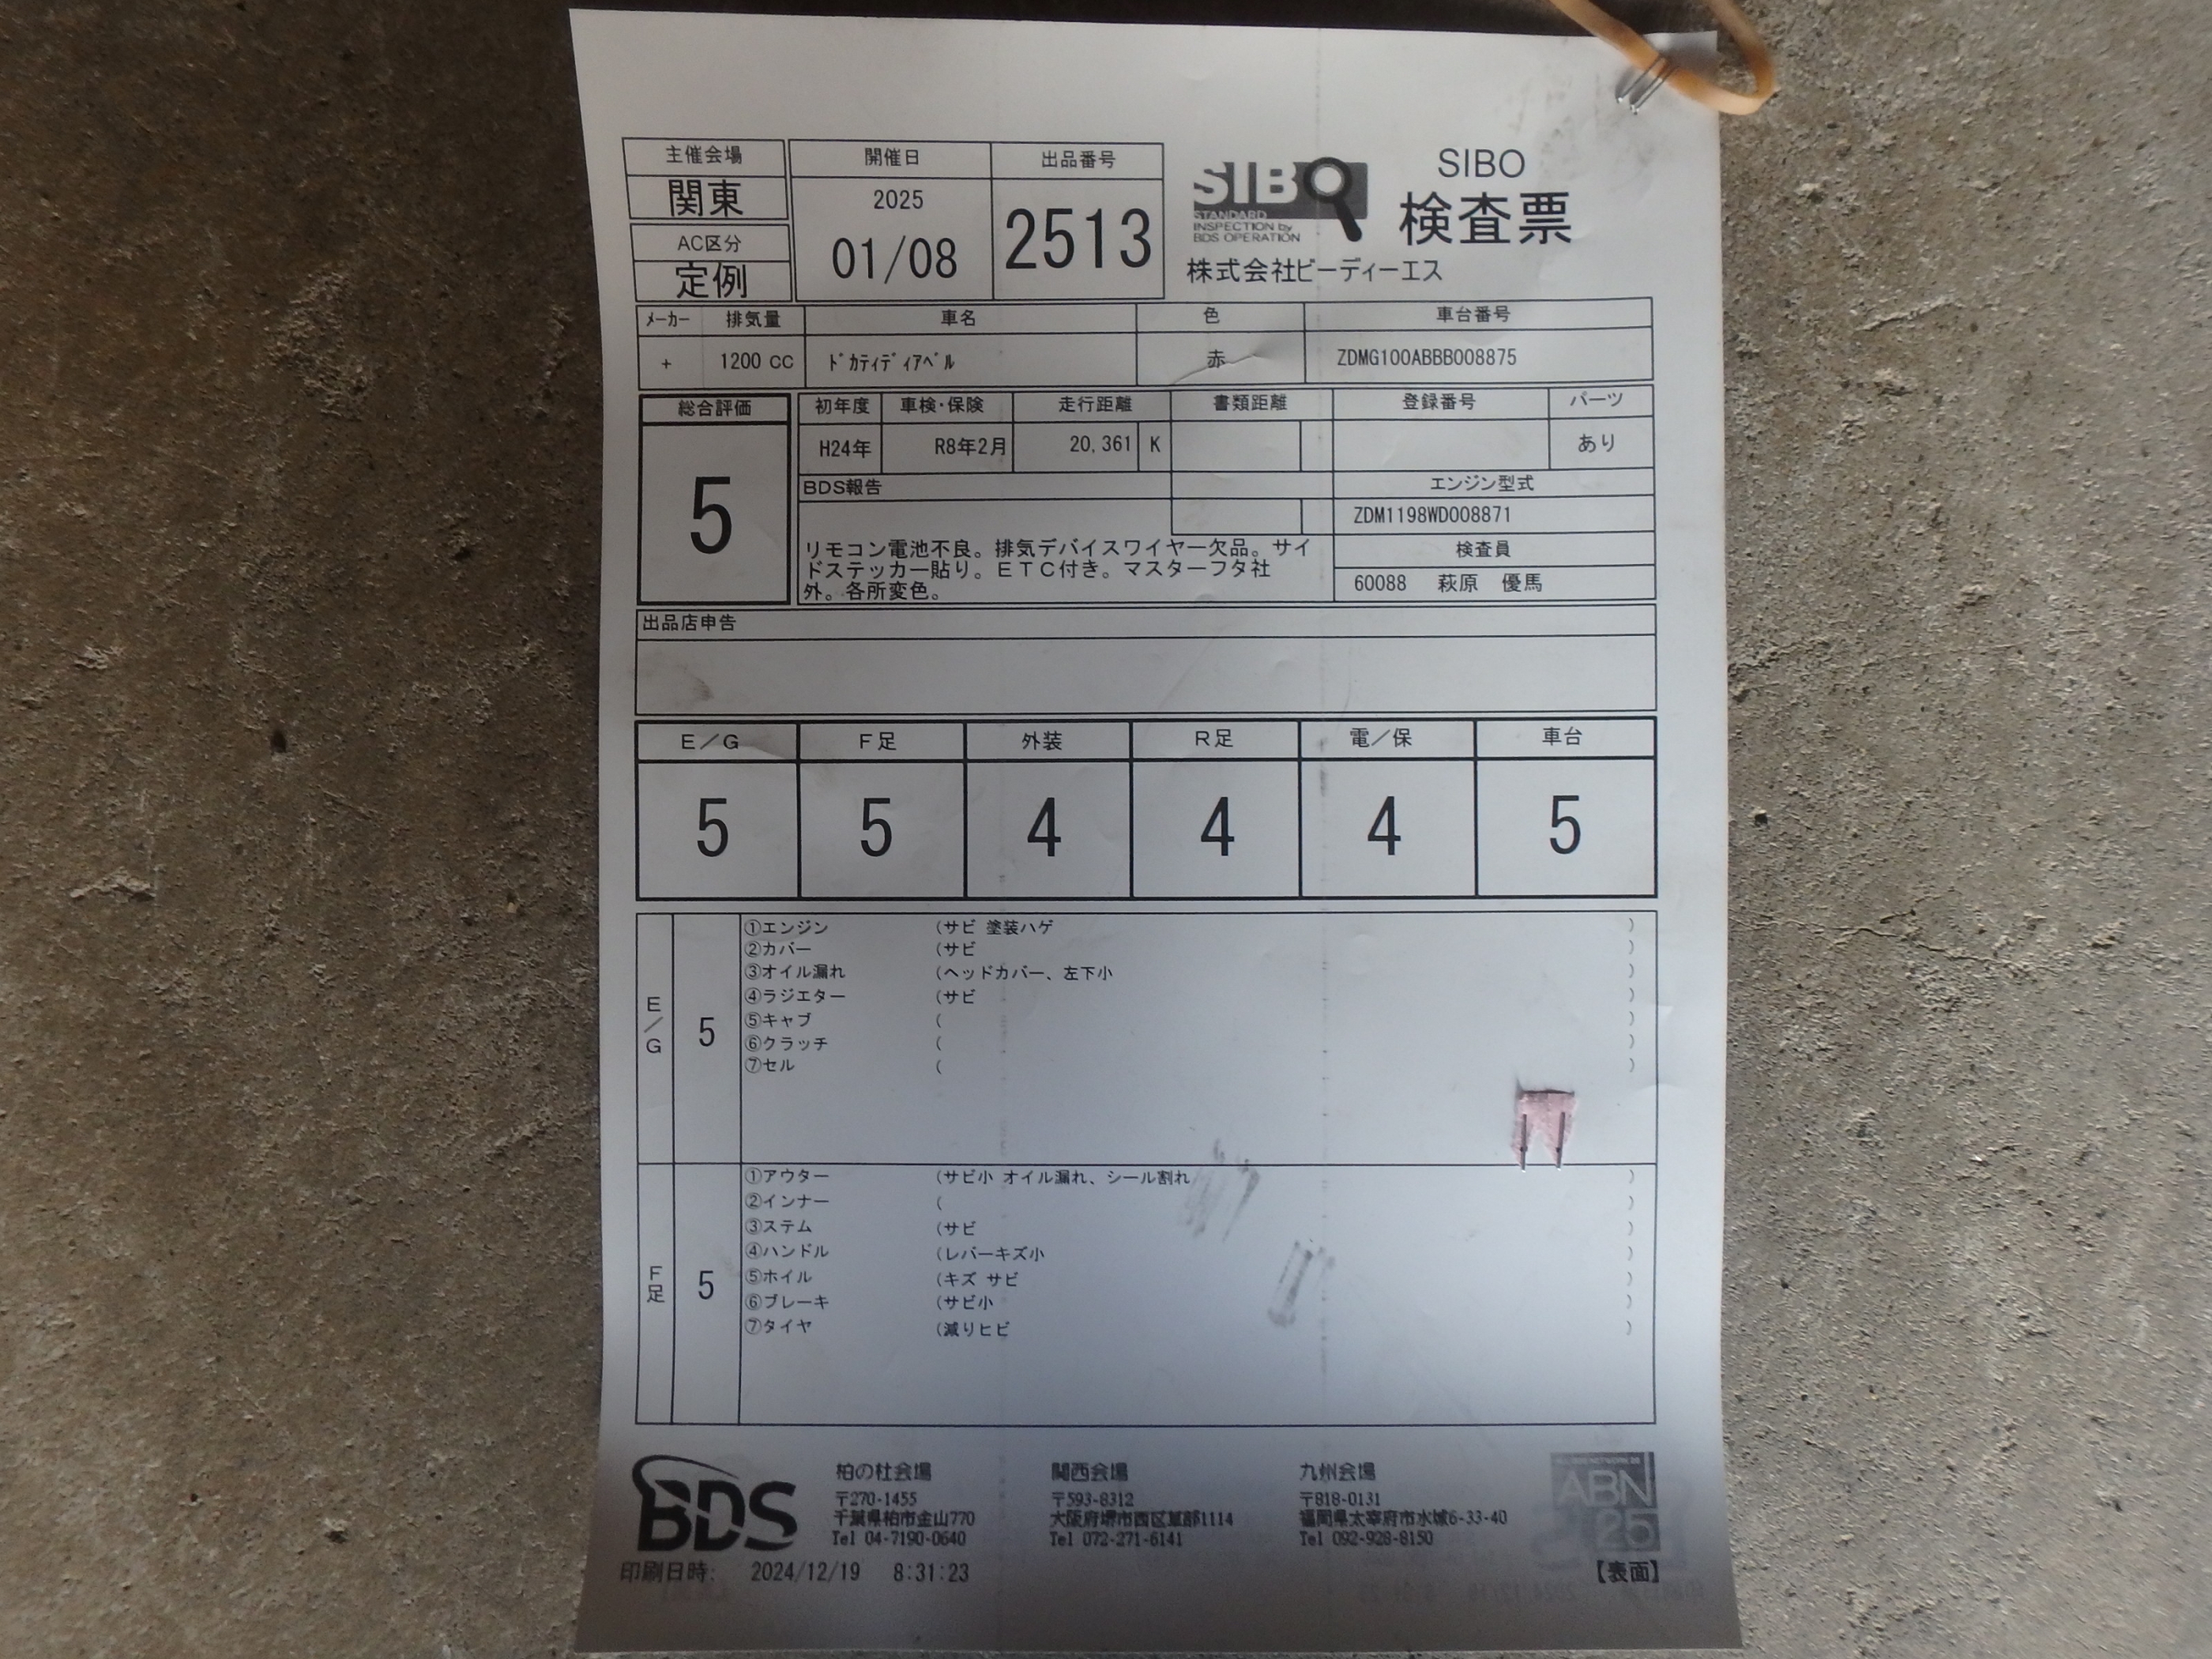 主催会場
関東
AC区分
定例
開催日
2025
01/08
出品番号
2513
SIBO
STANDARD
INSPECTION by
BDS OPERATION
SIBO
検査票
株式会社ビーディーエス
ﾒｰｶｰ 排気量 車名 色 車台番号
+ 1200 CC ﾄﾞｶﾃｨﾃﾞｨｱﾍﾞﾙ 赤 ZDMG100ABBB008875
総合評価
5
初年度 車検・保険 走行距離 書類距離 登録番号 パーツ
H24年 R8年2月 20,361 K あり
BDS報告
リモコン電池不良。排気デバイスワイヤー欠品。サイ
ドステッカー貼り。ETC付き。マスターフタ社
外。各所変色。
エンジン型式
ZDM1198WD008871
検査員
60088 萩原 優馬
出品店申告
E/G F足 外装 R足 電/保 車台
5 5 4 4 4 5
E/G
5
①エンジン (サビ 塗装ハゲ )
②カバー (サビ )
③オイル漏れ (ヘッドカバー、左下小 )
④ラジエター (サビ )
⑤キャブ ( )
⑥クラッチ ( )
⑦セル ( )
F足
5
①アウター (サビ小 オイル漏れ、シール割れ )
②インナー ( )
③ステム (サビ )
④ハンドル (レバーキズ小 )
⑤ホイル (キズ サビ )
⑥ブレーキ (サビ小 )
⑦タイヤ (減りヒビ )
BDS
柏の杜会場
〒270-1455
千葉県柏市金山770
Tel 04-7190-0640
関西会場
〒593-8312
大阪府堺市西区草部1114
Tel 072-271-6141
九州会場
〒818-0131
福岡県太宰府市水城6-33-40
Tel 092-928-8150
ABN
25
印刷日時: 2024/12/19 8:31:23
【表面】